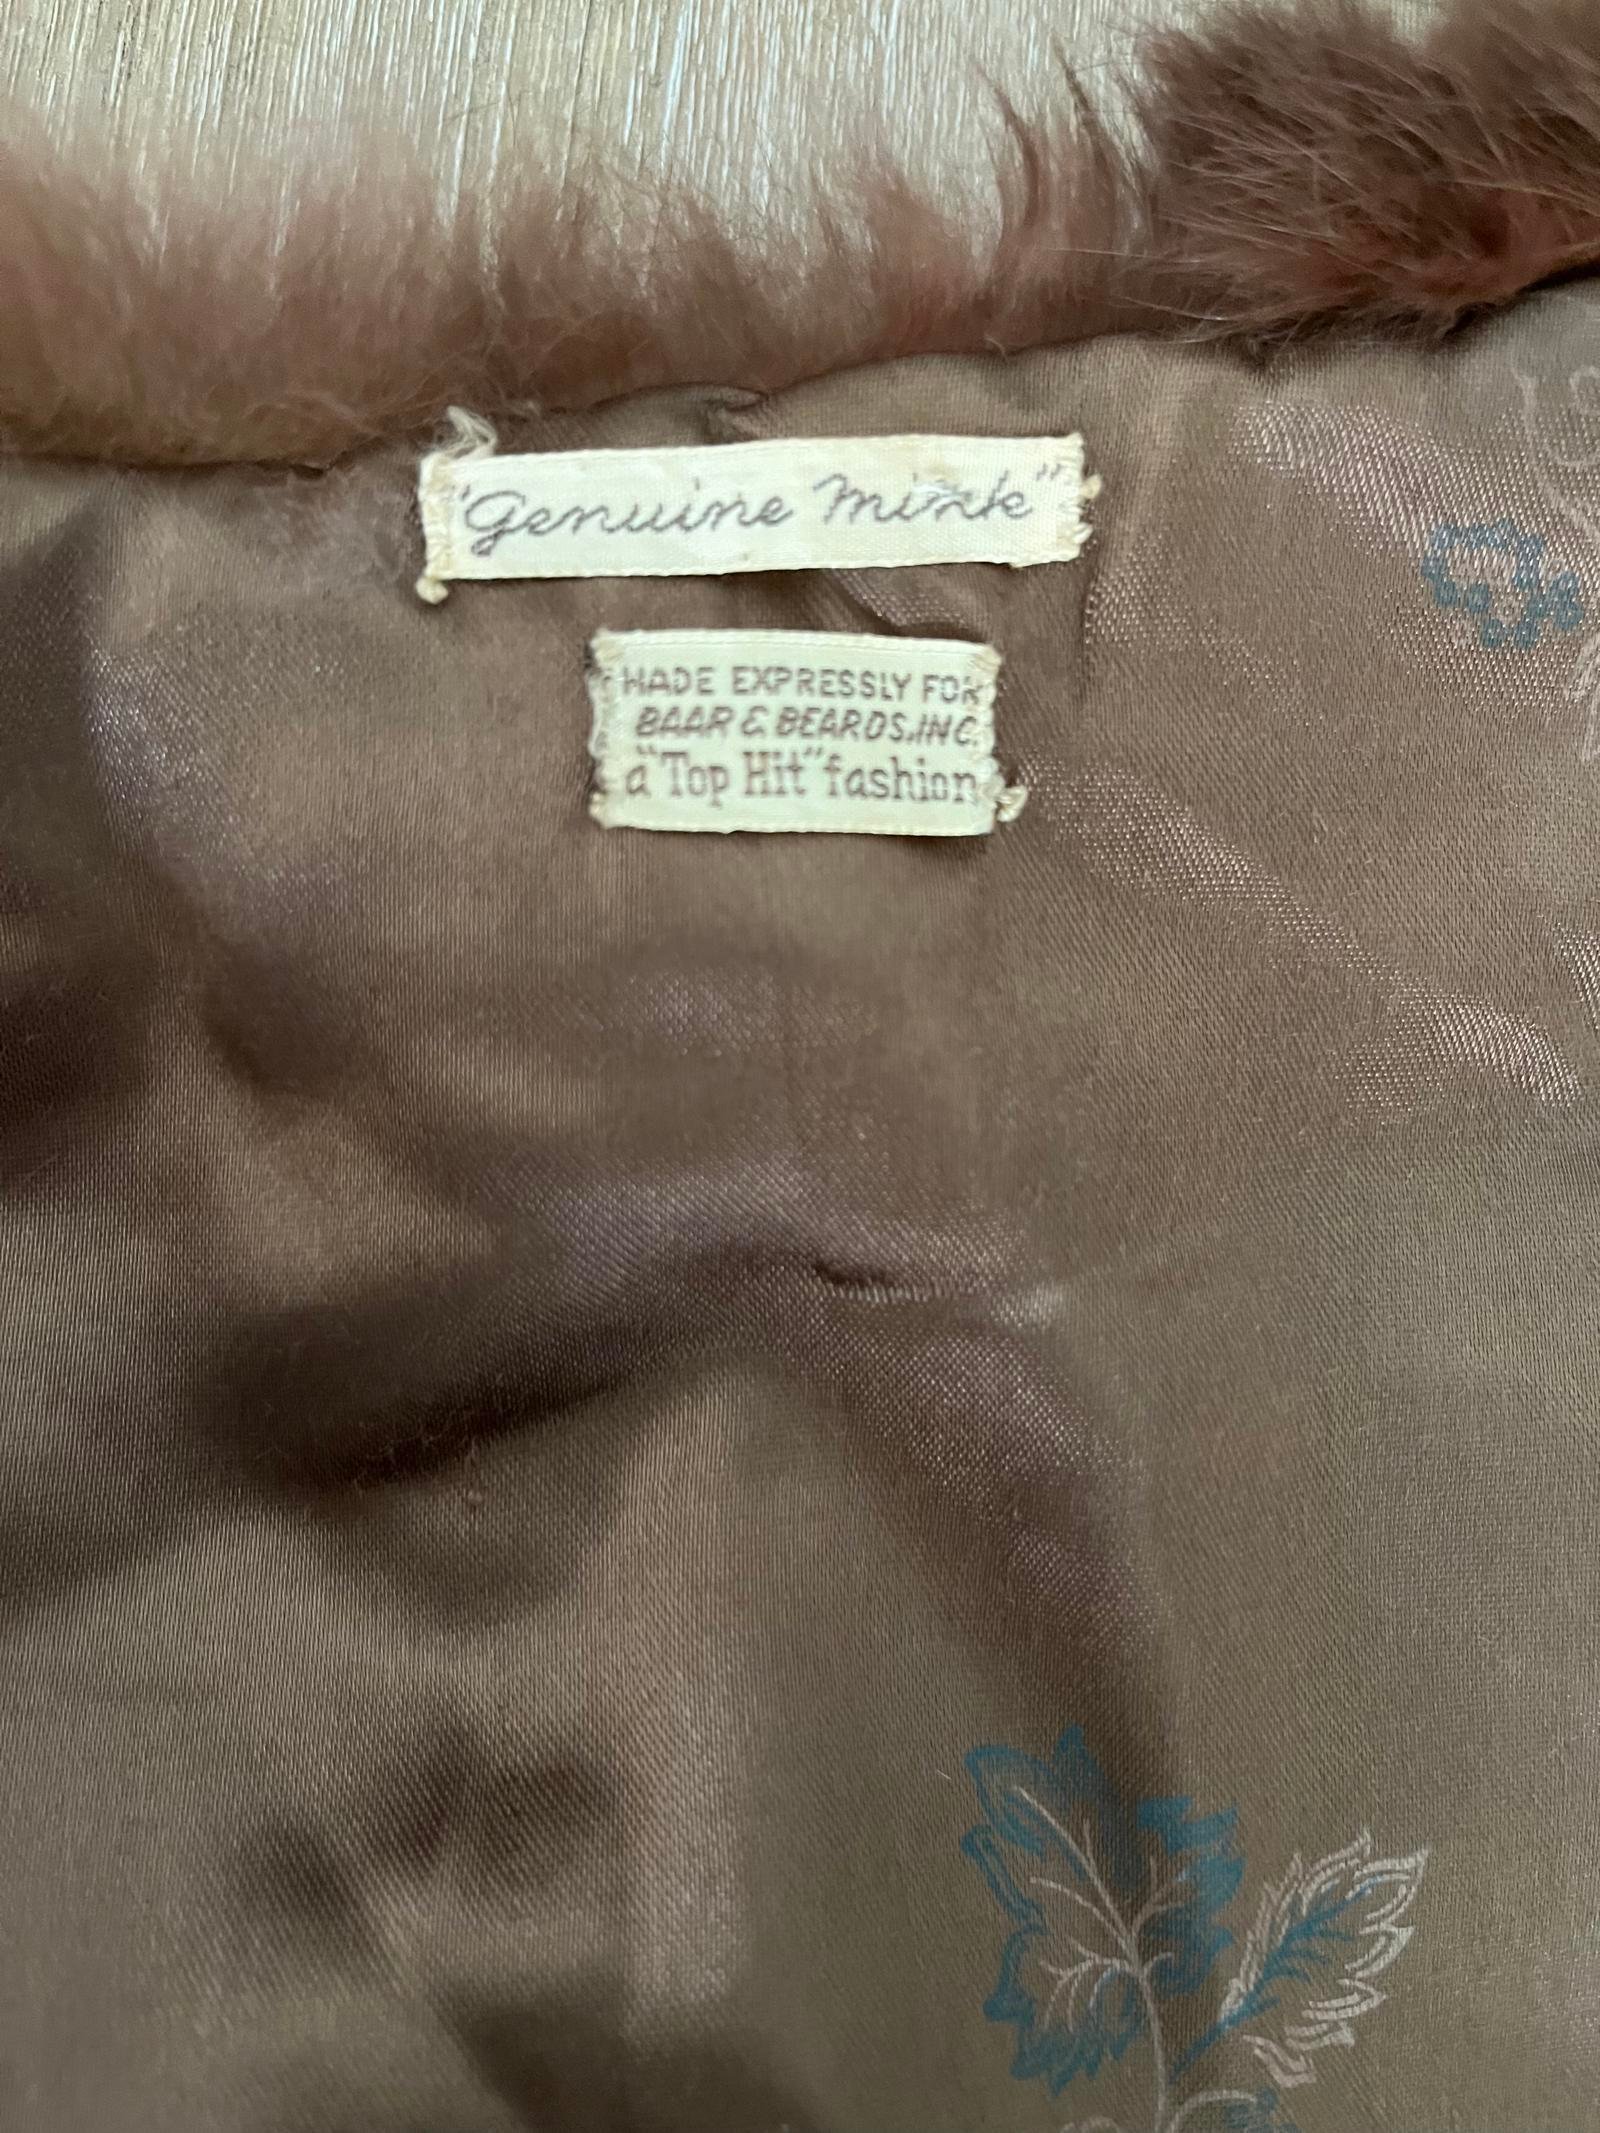 "Genuine Mink"
MADE EXPRESSLY FOR
BAAR & BEARDS, INC.
a "Top Hit" fashion